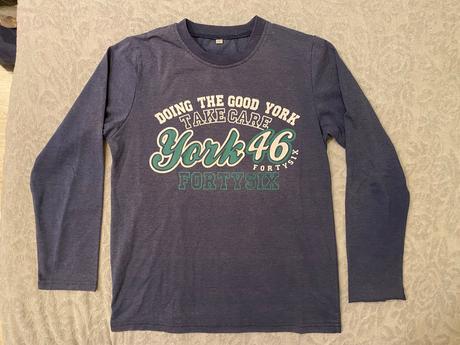 DOING THE GOOD YORK
TAKE CARE
York 46
FORTYSIX
FORTYSIX